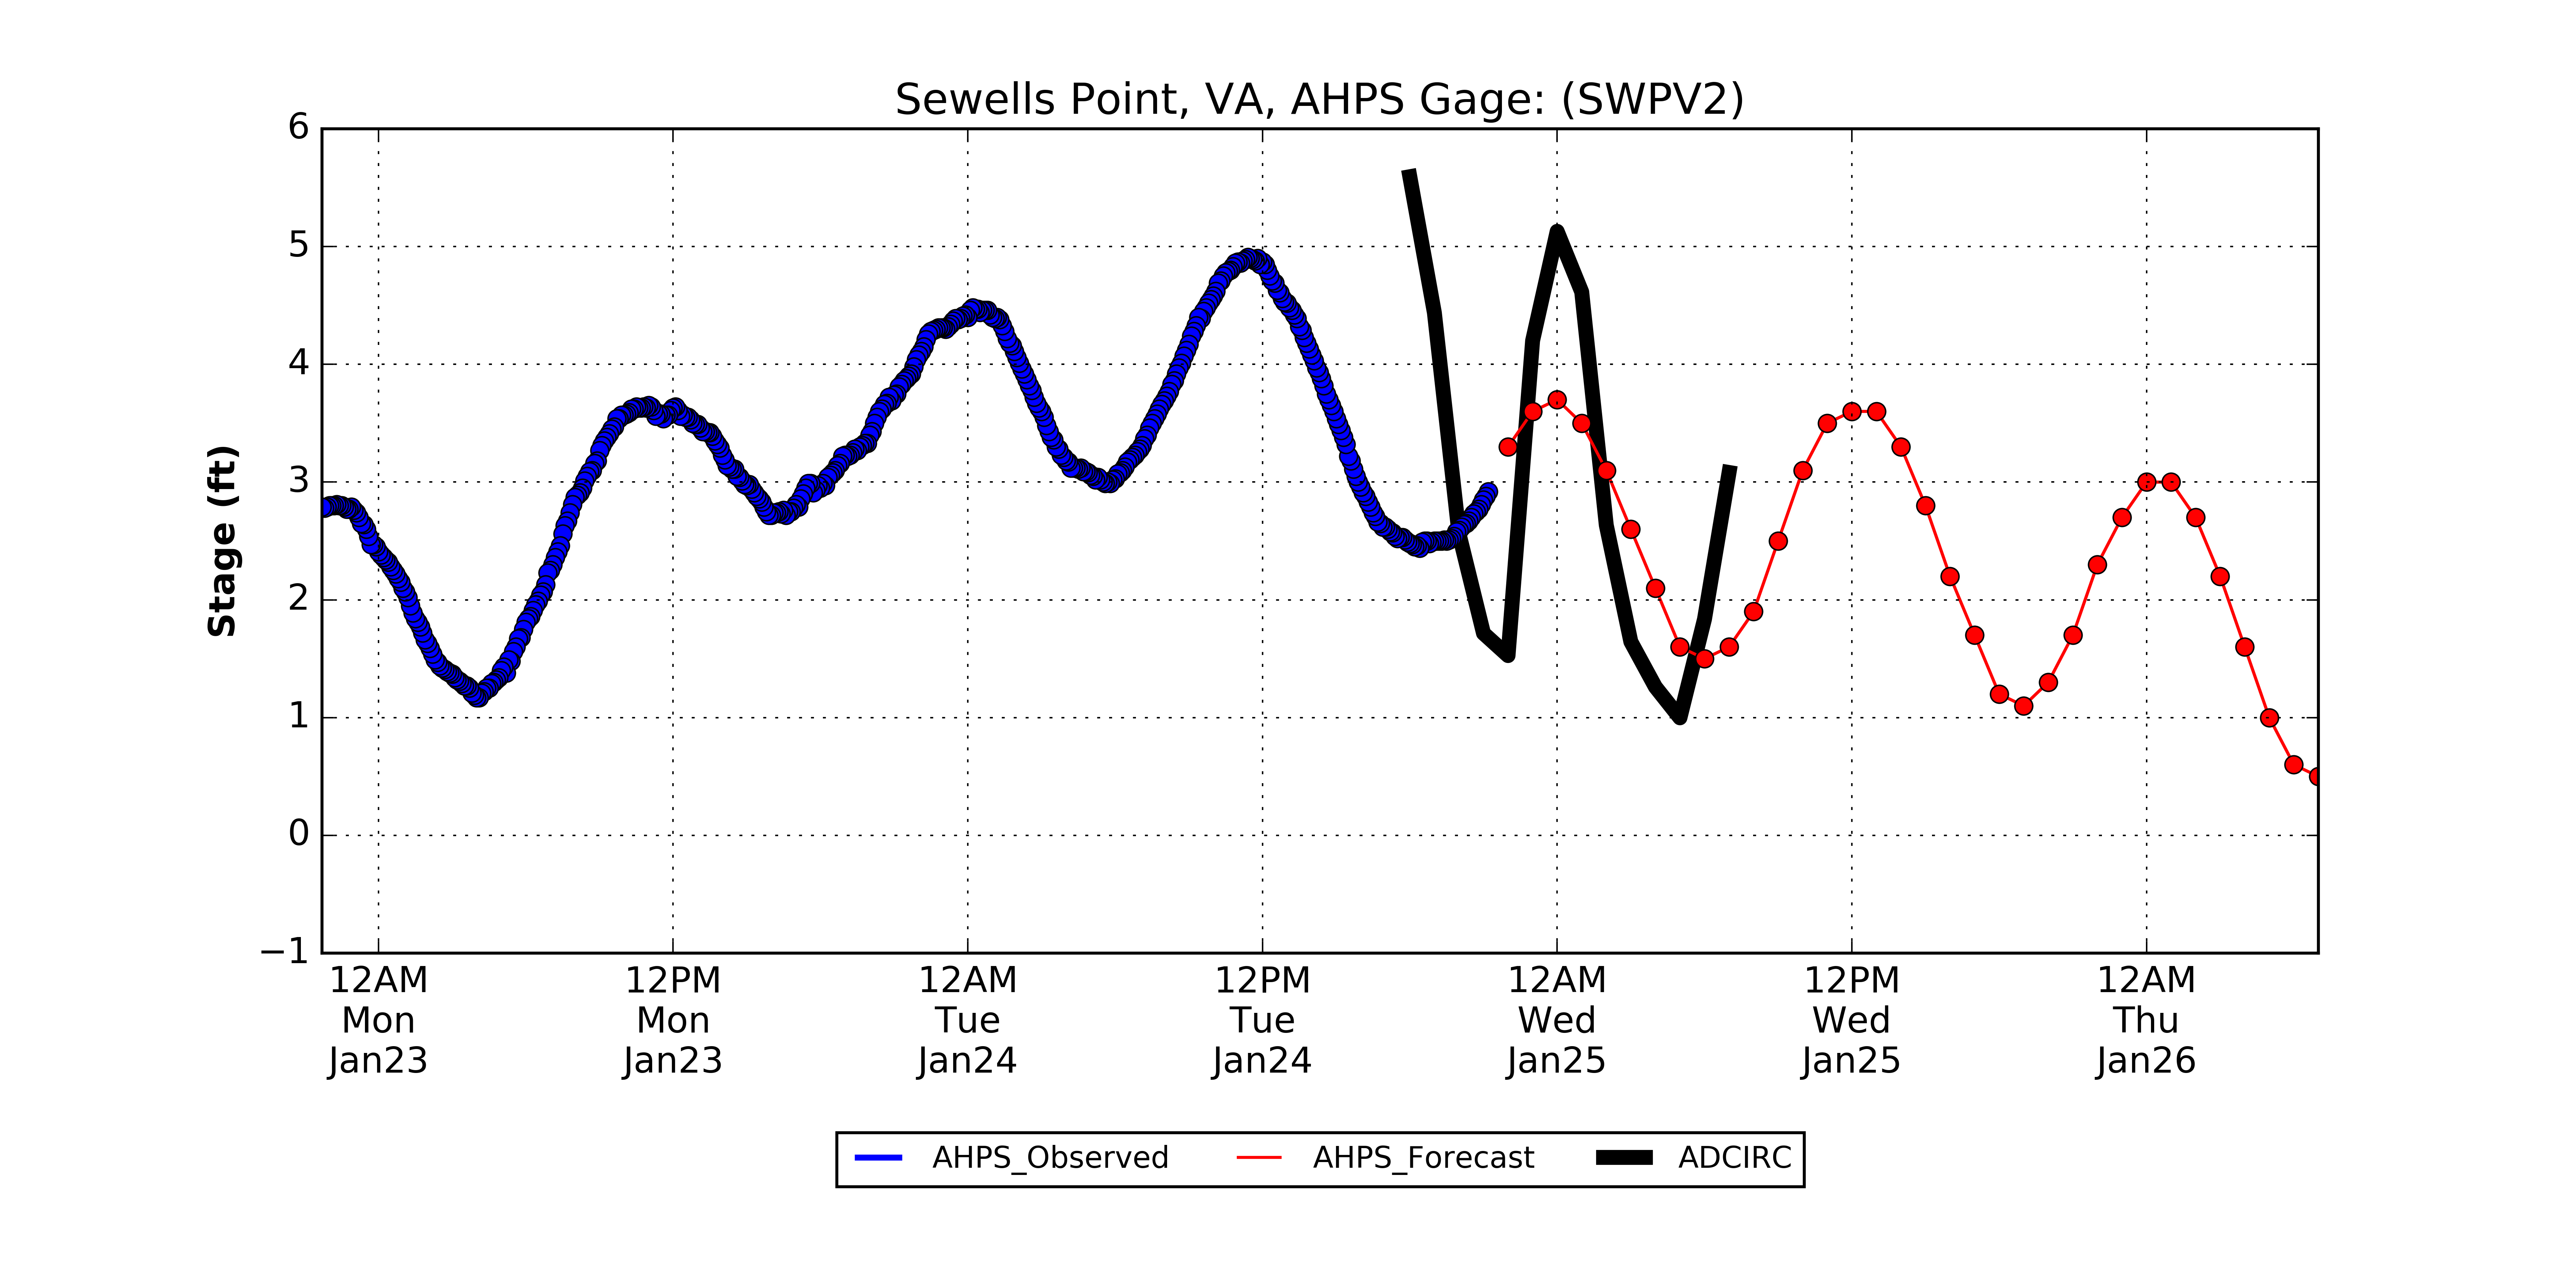 Sewells Point, VA, AHPS Gage: (SWPV2)
6
5
4
3
2
1
0
−1
Stage (ft)
12AM 12PM 12AM 12PM 12AM 12PM 12AM
Mon Mon Tue Tue Wed Wed Thu
Jan23 Jan23 Jan24 Jan24 Jan25 Jan25 Jan26
AHPS_Observed AHPS_Forecast ADCIRC